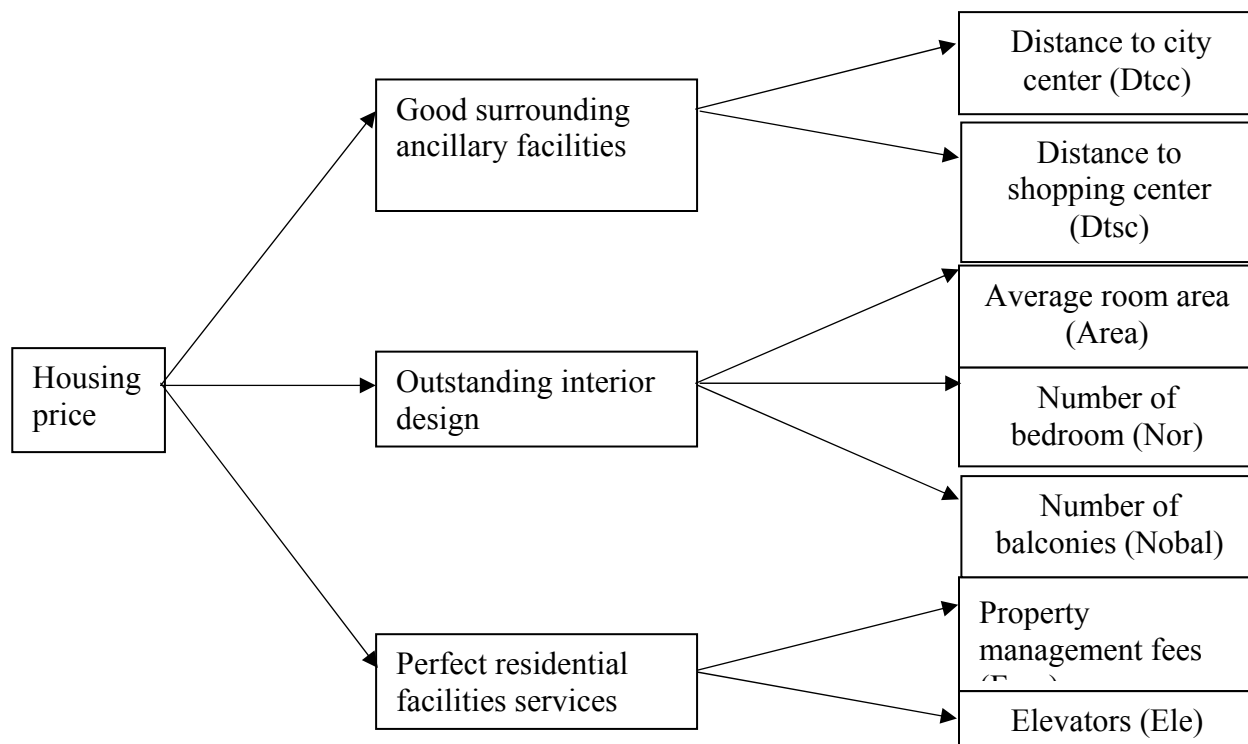 Distance to city
center (Dtcc)
Good surrounding
ancillary facilities
Distance to
shopping center
(Dtsc)
Average room area
(Area)
Housing
price
Outstanding interior
design
Number of
bedroom (Nor)
Number of
balconies (Nobal)
Property
management fees
Perfect residential
facilities services
Elevators (Ele)